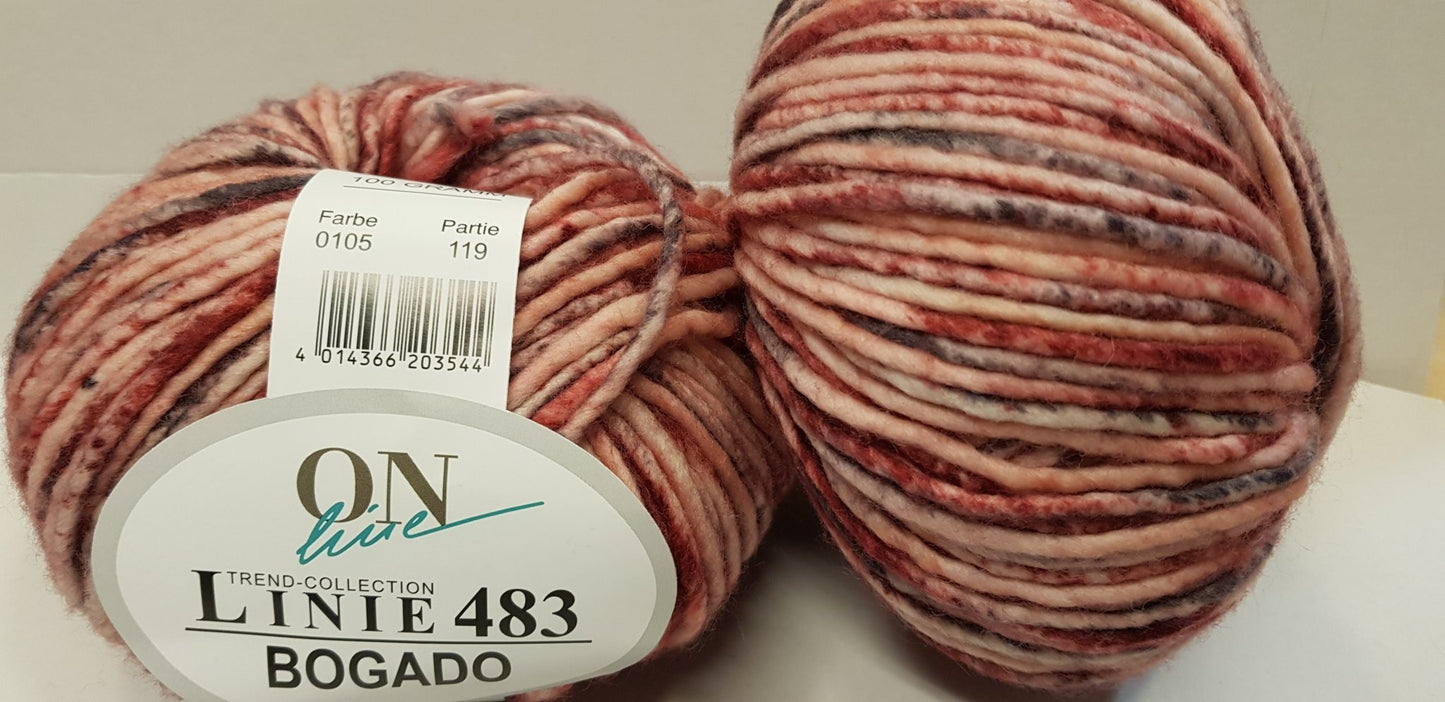 100 GRAMM
Farbe Partie
0105 119
4 014366 203544
ON
line
TREND-COLLECTION
LINIE 483
BOGADO